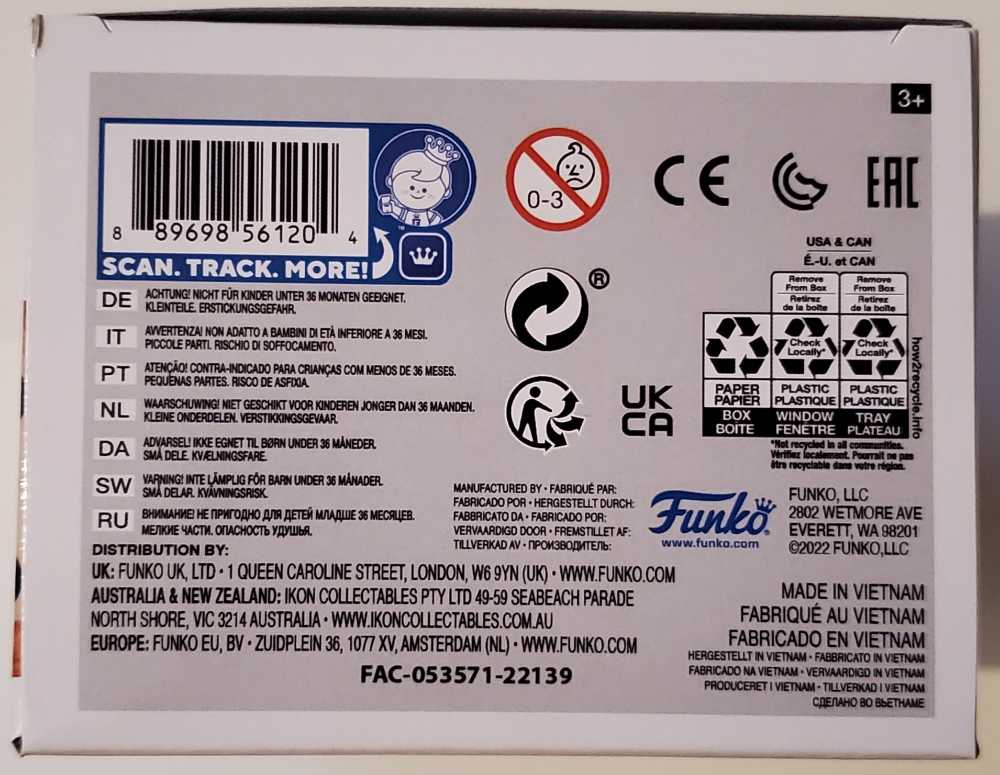 3+
8 89698 56120 4
SCAN. TRACK. MORE!
™
0-3
CE
EAC
®
UK
CA
USA & CAN
É.-U. et CAN
Remove
From Box
Retirez
de la boîte
Remove
From Box
Retirez
de la boîte
Check
Locally*
Check
Locally*
PAPER
PAPIER
PLASTIC
PLASTIQUE
PLASTIC
PLASTIQUE
BOX
BOÎTE
WINDOW
FENÊTRE
TRAY
PLATEAU
how2recycle.info
*Not recycled in all communities.
Vérifiez localement. Pourrait ne pas
être recyclable dans votre région.
DE ACHTUNG! NICHT FÜR KINDER UNTER 36 MONATEN GEEIGNET.
KLEINTEILE. ERSTICKUNGSGEFAHR.
IT AVVERTENZA! NON ADATTO A BAMBINI DI ETÀ INFERIORE A 36 MESI.
PICCOLE PARTI. RISCHIO DI SOFFOCAMENTO.
PT ATENÇÃO! CONTRA-INDICADO PARA CRIANÇAS COM MENOS DE 36 MESES.
PEQUENAS PARTES. RISCO DE ASFIXIA.
NL WAARSCHUWING! NIET GESCHIKT VOOR KINDEREN JONGER DAN 36 MAANDEN.
KLEINE ONDERDELEN. VERSTIKKINGSGEVAAR.
DA ADVARSEL! IKKE EGNET TIL BØRN UNDER 36 MÅNEDER.
SMÅ DELE. KVÆLNINGSFARE.
SW VARNING! INTE LÄMPLIG FÖR BARN UNDER 36 MÅNADER.
SMÅ DELAR. KVÄVNINGSRISK.
RU ВНИМАНИЕ! НЕ ПРИГОДНО ДЛЯ ДЕТЕЙ МЛАДШЕ 36 МЕСЯЦЕВ.
МЕЛКИЕ ЧАСТИ. ОПАСНОСТЬ УДУШЬЯ.
MANUFACTURED BY • FABRIQUÉ PAR:
FABRICADO POR • HERGESTELLT DURCH:
FABBRICATO DA • FABRICADO POR:
VERVAARDIGD DOOR • FREMSTILLET AF:
TILLVERKAD AV • ПРОИЗВОДИТЕЛЬ:
Funko®
www.funko.com
FUNKO, LLC
2802 WETMORE AVE
EVERETT, WA 98201
©2022 FUNKO,LLC
DISTRIBUTION BY:
UK: FUNKO UK, LTD • 1 QUEEN CAROLINE STREET, LONDON, W6 9YN (UK) • WWW.FUNKO.COM
AUSTRALIA & NEW ZEALAND: IKON COLLECTABLES PTY LTD 49-59 SEABEACH PARADE
NORTH SHORE, VIC 3214 AUSTRALIA • WWW.IKONCOLLECTABLES.COM.AU
EUROPE: FUNKO EU, BV • ZUIDPLEIN 36, 1077 XV, AMSTERDAM (NL) • WWW.FUNKO.COM
FAC-053571-22139
MADE IN VIETNAM
FABRIQUÉ AU VIETNAM
FABRICADO EN VIETNAM
HERGESTELLT IN VIETNAM • FABBRICATO IN VIETNAM
FABRICADO NA VIETNAM • VERVAARDIGD IN VIETNAM
PRODUCERET I VIETNAM • TILLVERKAD I VIETNAM
СДЕЛАНО ВО ВЬЕТНАМЕ